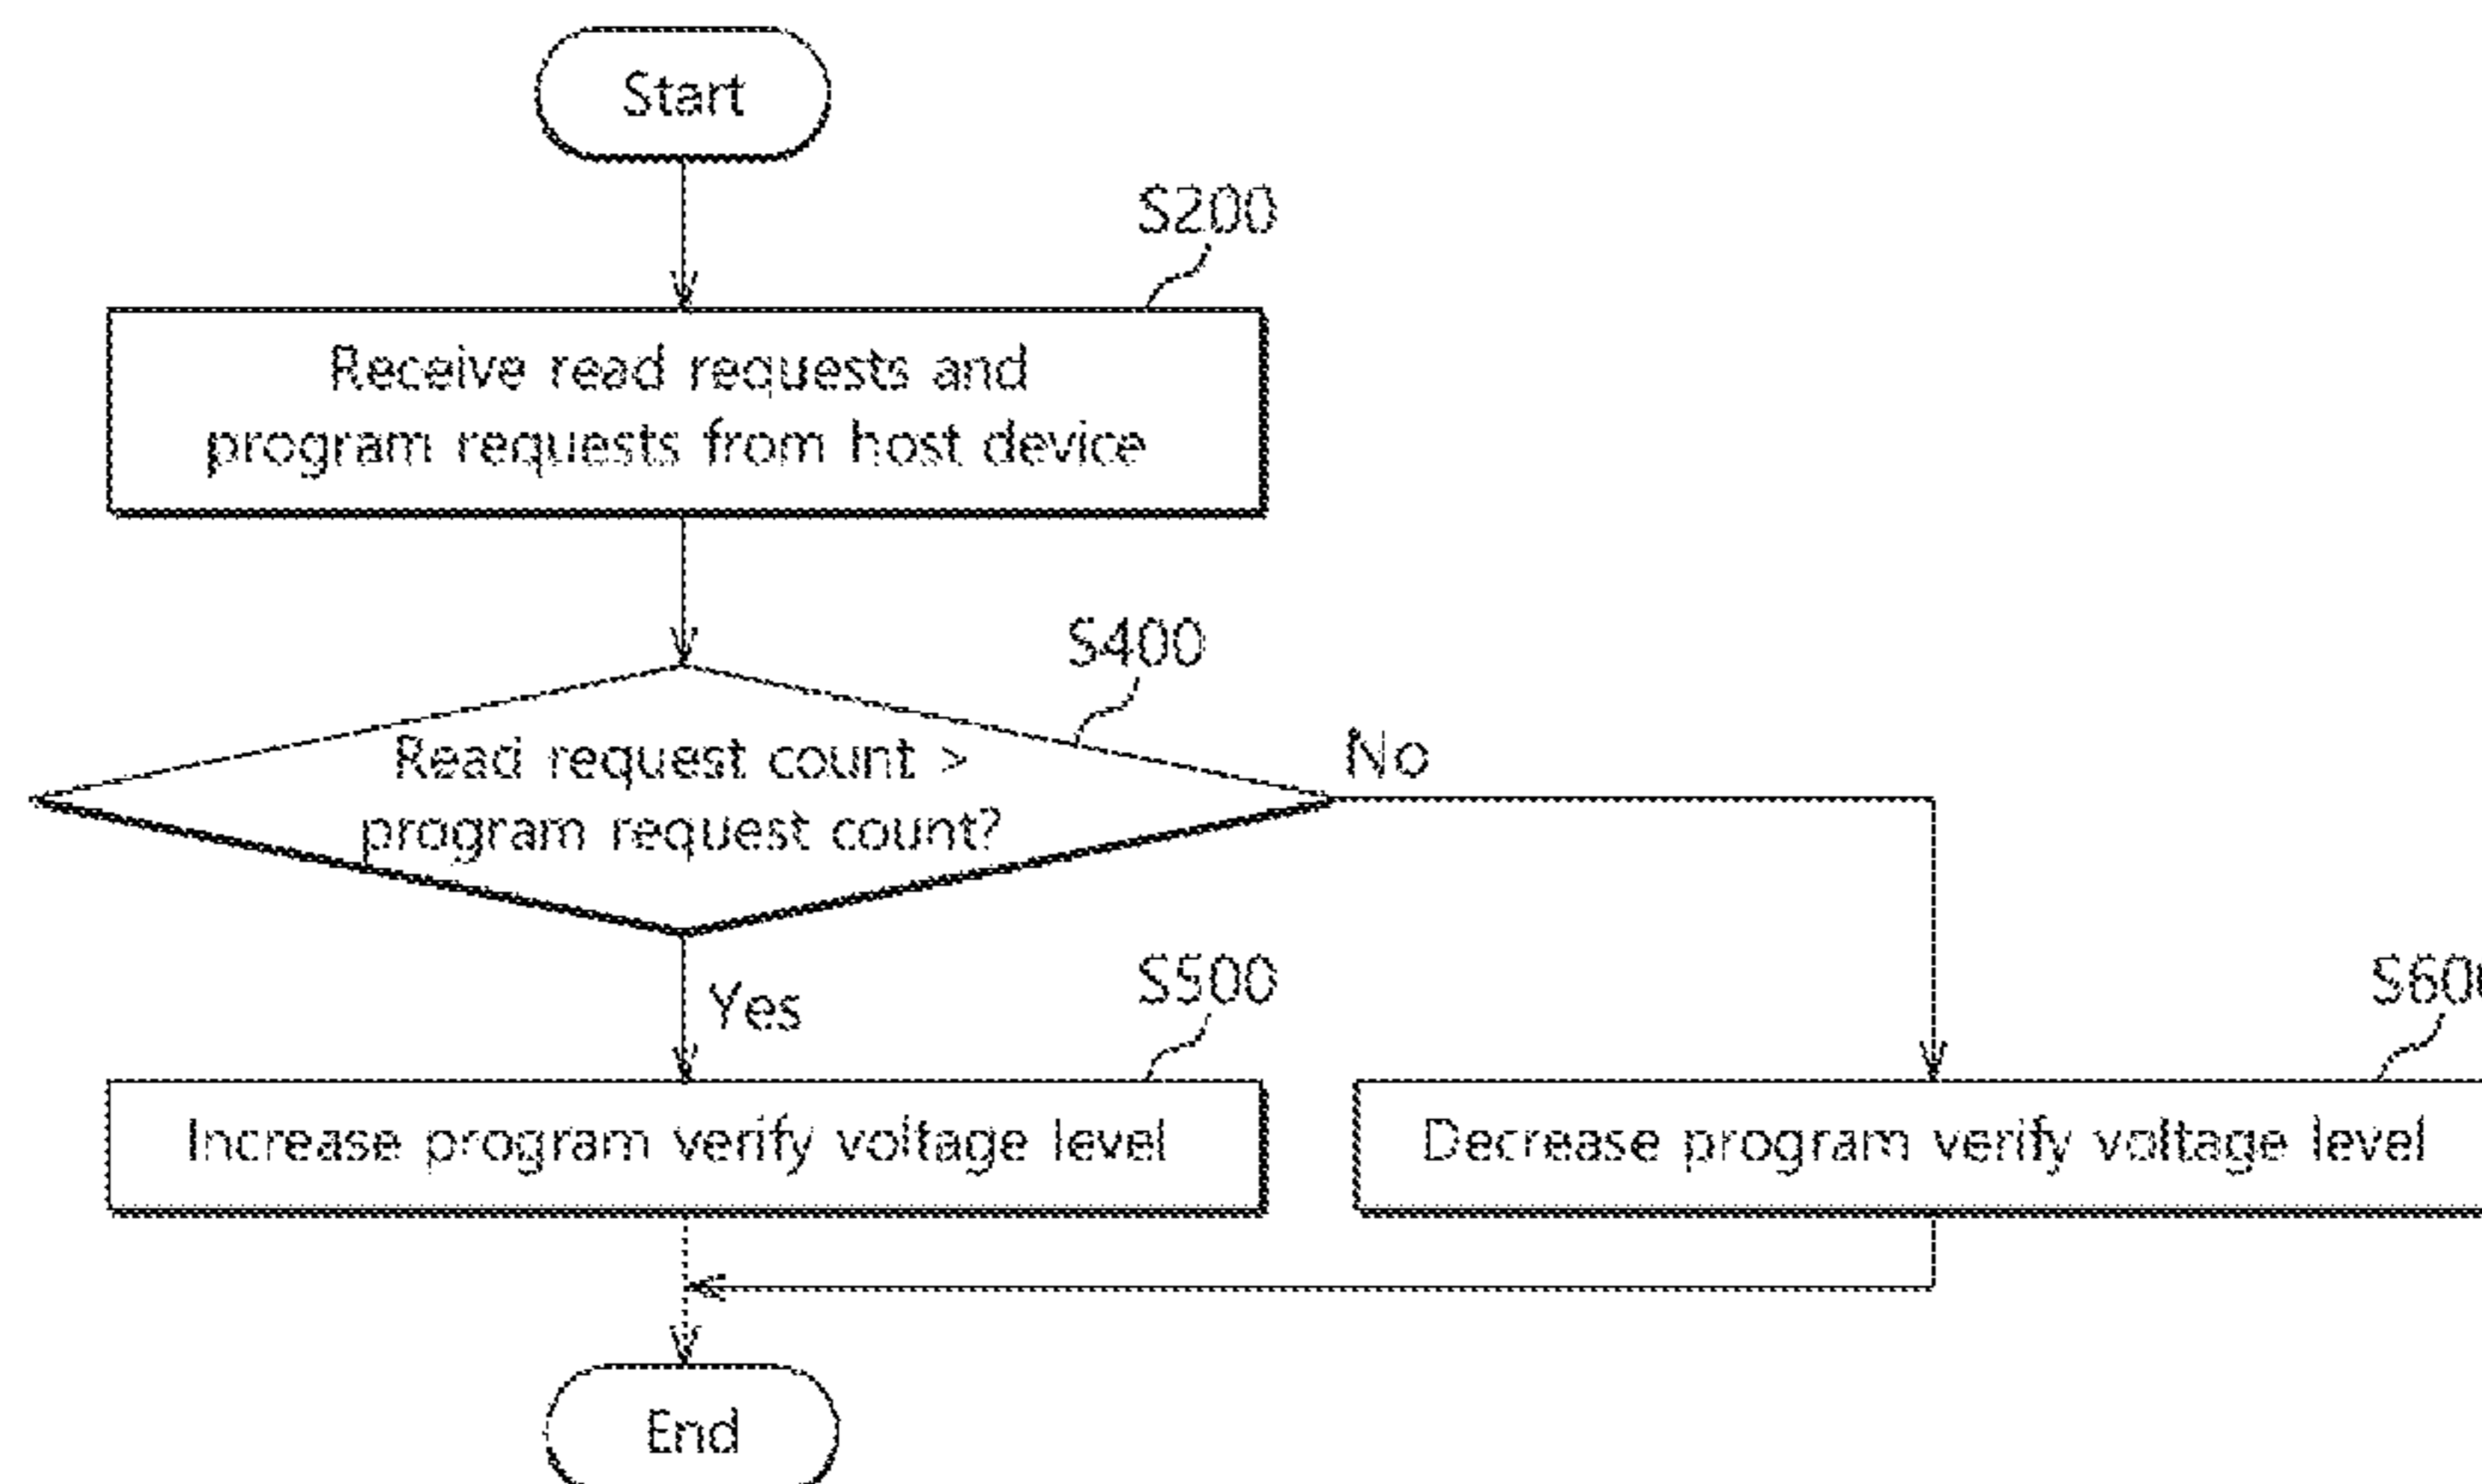 Start
S200
Receive read requests and
program requests from host device
S400
Read request count >
program request count?
No
Yes
S500
Increase program verify voltage level
Decrease program verify voltage level
End